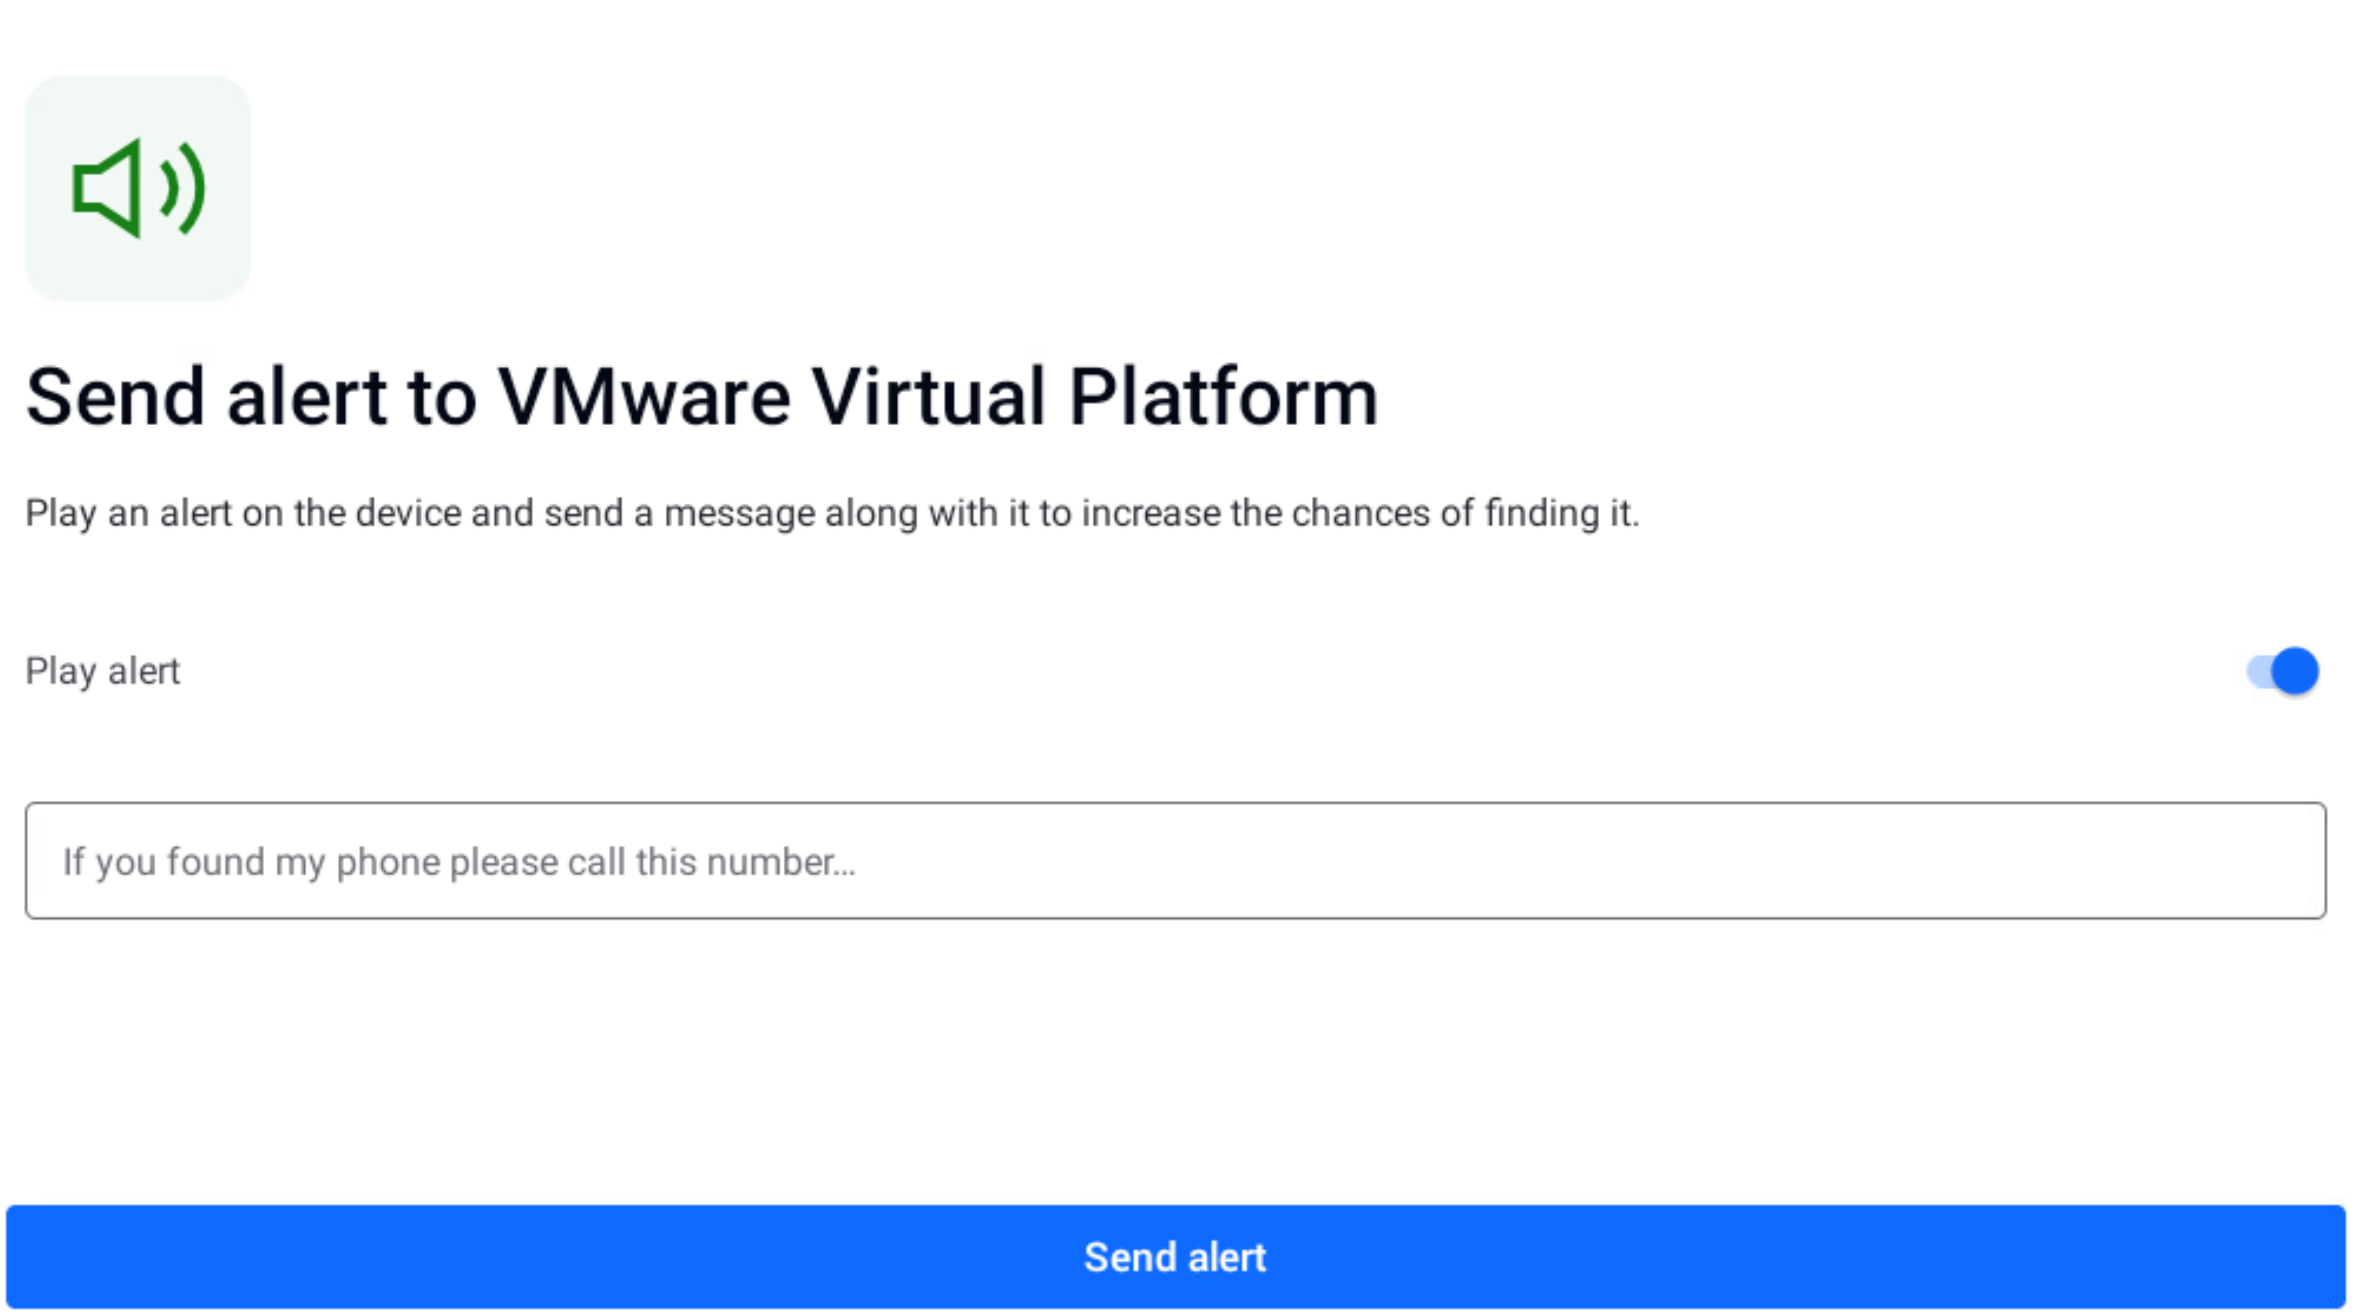 Send alert to VMware Virtual Platform
Play an alert on the device and send a message along with it to increase the chances of finding it.
Play alert
If you found my phone please call this number...
Send alert